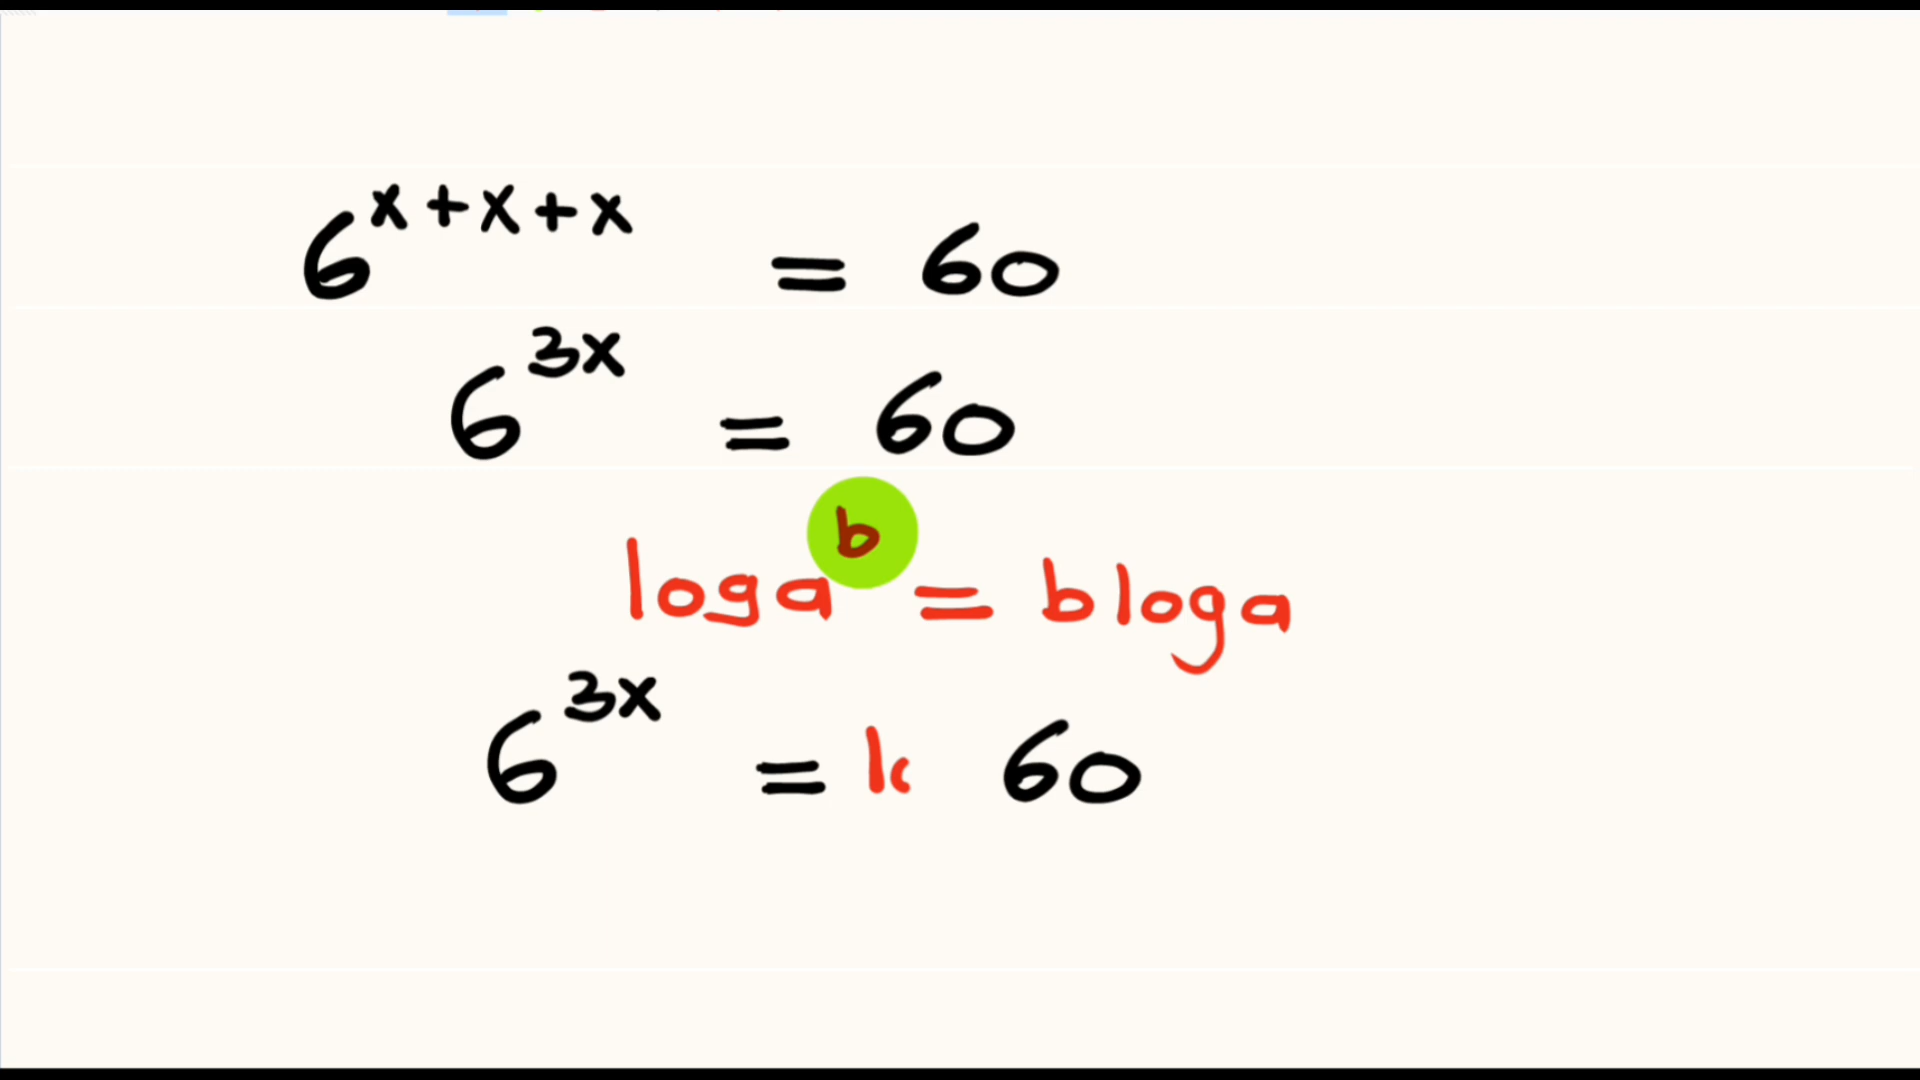 6^{x+x+x} = 60
6^{3x} = 60
log a^b = b log a
6^{3x} = 60